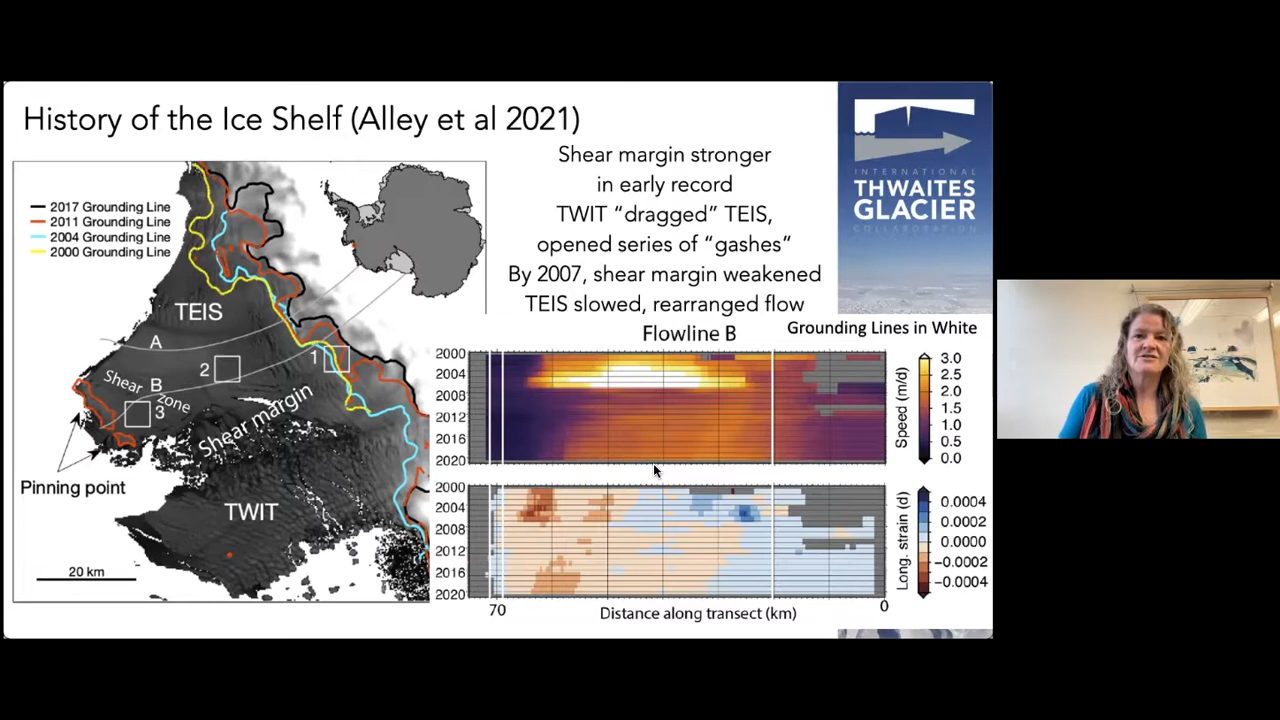 History of the Ice Shelf (Alley et al 2021)
2017 Grounding Line
2011 Grounding Line
2004 Grounding Line
2000 Grounding Line
TEIS
A
2
1
Shear B
zone
3
Shear margin
Pinning point
TWIT
20 km
Shear margin stronger
in early record
TWIT “dragged” TEIS,
opened series of “gashes”
By 2007, shear margin weakened
TEIS slowed, rearranged flow
Flowline B
Grounding Lines in White
2000
2004
2008
2012
2016
2020
3.0
2.5
2.0
1.5
1.0
0.5
0.0
Speed (m/d)
2000
2004
2008
2012
2016
2020
0.0004
0.0002
0.0000
−0.0002
−0.0004
Long. strain (d)
70
0
Distance along transect (km)
INTERNATIONAL
THWAITES
GLACIER
COLLABORATION